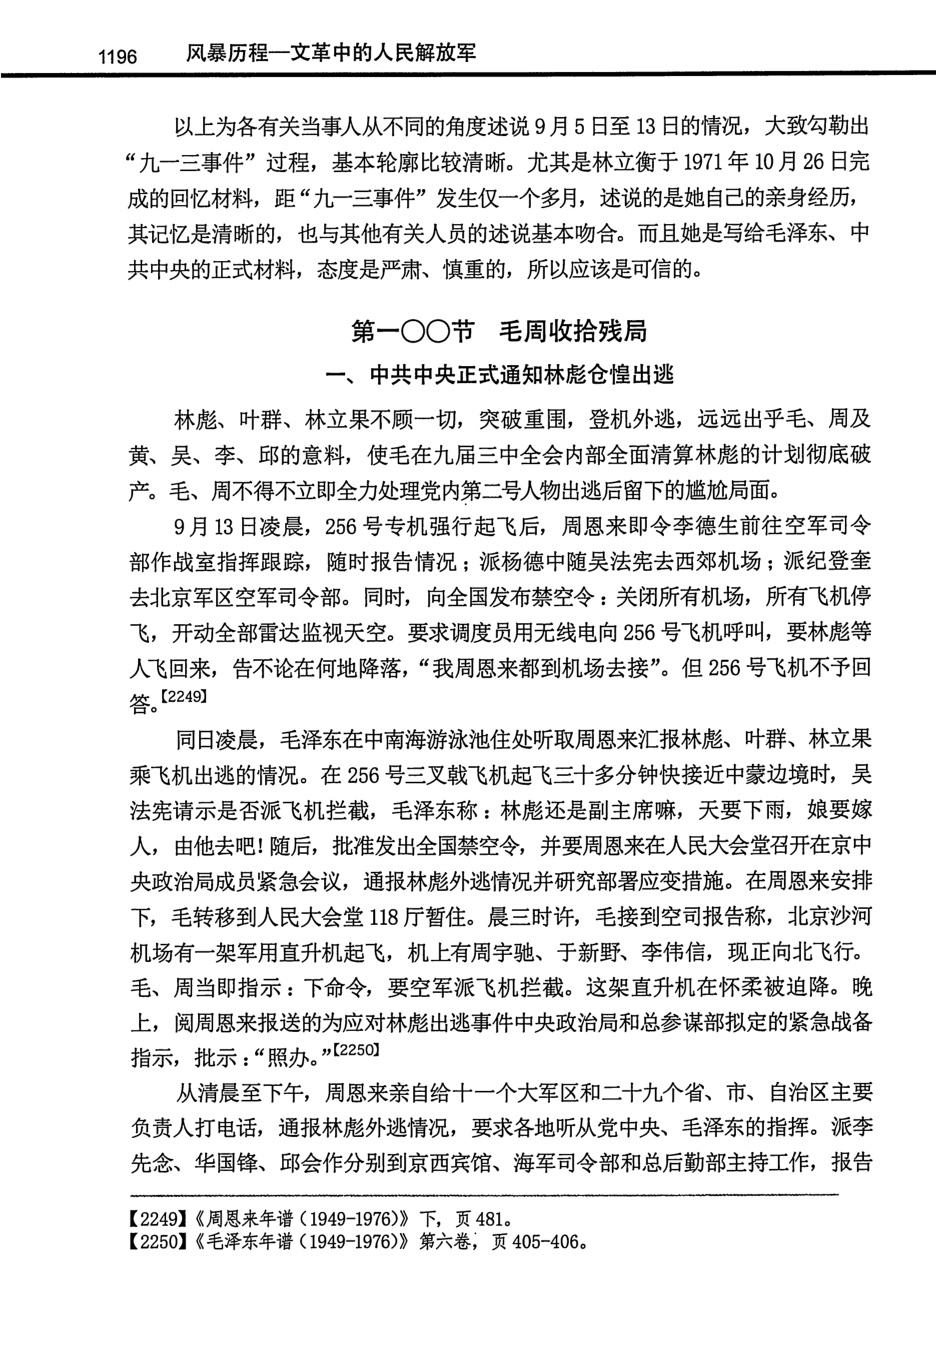 1196 风暴历程—文革中的人民解放军
以上为各有关当事人从不同的角度述说9月5日至13日的情况，大致勾勒出
“九一三事件”过程，基本轮廓比较清晰。尤其是林立衡于1971年10月26日完
成的回忆材料，距“九一三事件”发生仅一个多月，述说的是她自己的亲身经历，
其记忆是清晰的，也与其他有关人员的述说基本吻合。而且她是写给毛泽东、中
共中央的正式材料，态度是严肃、慎重的，所以应该是可信的。
第一〇〇节 毛周收拾残局
一、中共中央正式通知林彪仓惶出逃
林彪、叶群、林立果不顾一切，突破重围，登机外逃，远远出乎毛、周及
黄、吴、李、邱的意料，使毛在九届三中全会内部全面清算林彪的计划彻底破
产。毛、周不得不立即全力处理党内第二号人物出逃后留下的尴尬局面。
9月13日凌晨，256号专机强行起飞后，周恩来即令李德生前往空军司令
部作战室指挥跟踪，随时报告情况；派杨德中随吴法宪去西郊机场；派纪登奎
去北京军区空军司令部。同时，向全国发布禁空令：关闭所有机场，所有飞机停
飞，开动全部雷达监视天空。要求调度员用无线电向256号飞机呼叫，要林彪等
人飞回来，告不论在何地降落，“我周恩来都到机场去接”。但256号飞机不予回
答。【2249】
同日凌晨，毛泽东在中南海游泳池住处听取周恩来汇报林彪、叶群、林立果
乘飞机出逃的情况。在256号三叉戟飞机起飞三十多分钟快接近中蒙边境时，吴
法宪请示是否派飞机拦截，毛泽东称：林彪还是副主席嘛，天要下雨，娘要嫁
人，由他去吧！随后，批准发出全国禁空令，并要周恩来在人民大会堂召开在京中
央政治局成员紧急会议，通报林彪外逃情况并研究部署应变措施。在周恩来安排
下，毛转移到人民大会堂118厅暂住。晨三时许，毛接到空司报告称，北京沙河
机场有一架军用直升机起飞，机上有周宇驰、于新野、李伟信，现正向北飞行。
毛、周当即指示：下命令，要空军派飞机拦截。这架直升机在怀柔被迫降。晚
上，阅周恩来报送的为应对林彪出逃事件中央政治局和总参谋部拟定的紧急战备
指示，批示：“照办。”【2250】
从清晨至下午，周恩来亲自给十一个大军区和二十九个省、市、自治区主要
负责人打电话，通报林彪外逃情况，要求各地听从党中央、毛泽东的指挥。派李
先念、华国锋、邱会作分别到京西宾馆、海军司令部和总后勤部主持工作，报告
【2249】《周恩来年谱（1949-1976）》下，页481。
【2250】《毛泽东年谱（1949-1976）》第六卷，页405-406。